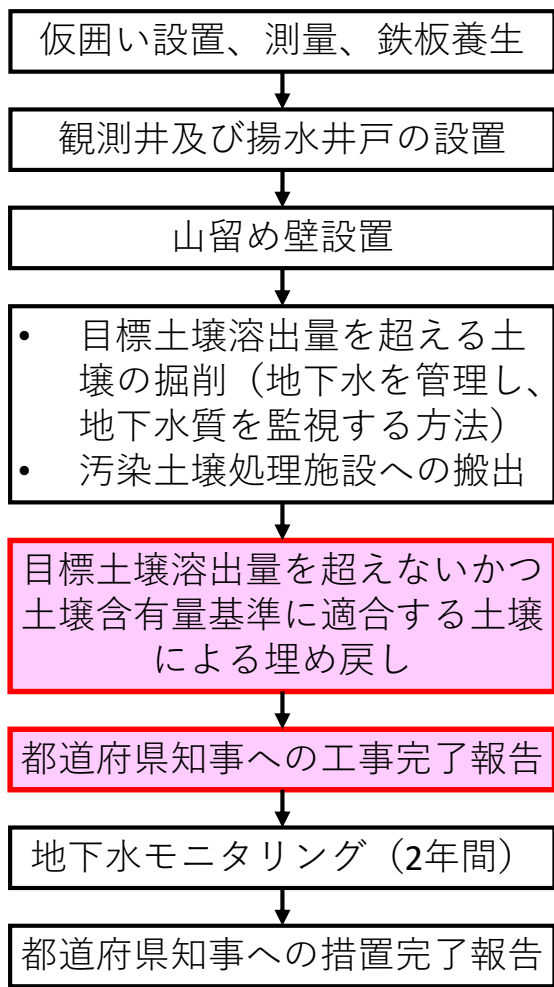 仮囲い設置、測量、鉄板養生
観測井及び揚水井戸の設置
山留め壁設置
• 目標土壌溶出量を超える土
壌の掘削（地下水を管理し、
地下水質を監視する方法）
• 汚染土壌処理施設への搬出
目標土壌溶出量を超えないかつ
土壌含有量基準に適合する土壌
による埋め戻し
都道府県知事への工事完了報告
地下水モニタリング（2年間）
都道府県知事への措置完了報告